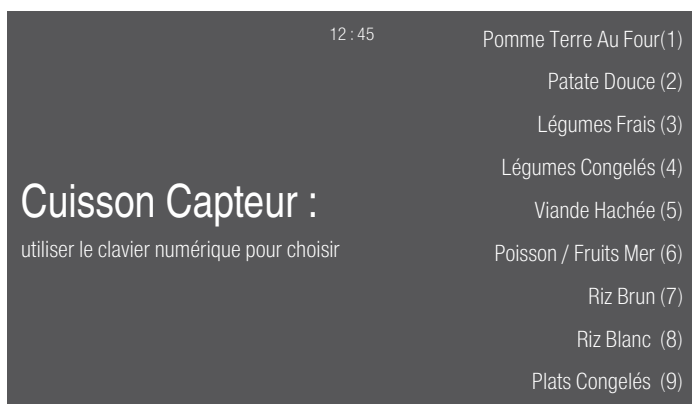 12 : 45
Cuisson Capteur :
utiliser le clavier numérique pour choisir
Pomme Terre Au Four(1)
Patate Douce (2)
Légumes Frais (3)
Légumes Congelés (4)
Viande Hachée (5)
Poisson / Fruits Mer (6)
Riz Brun (7)
Riz Blanc (8)
Plats Congelés (9)